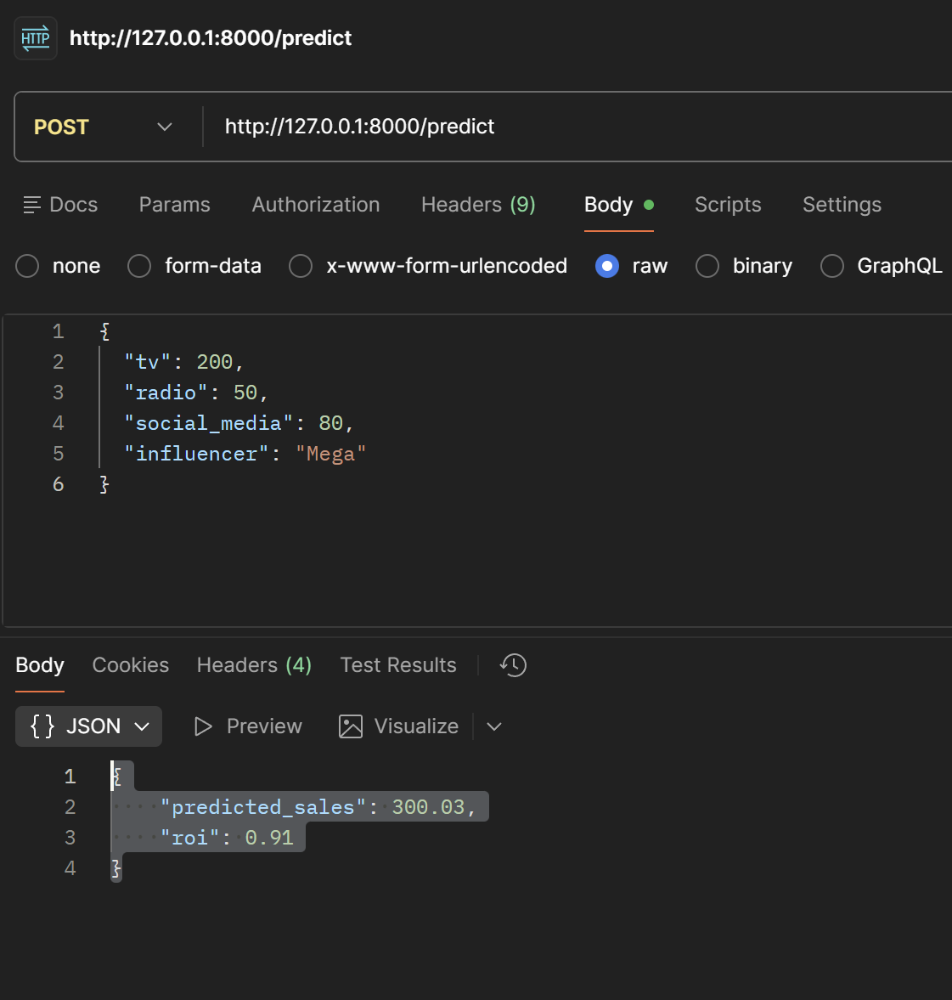 HTTP http://127.0.0.1:8000/predict
POST http://127.0.0.1:8000/predict
Docs Params Authorization Headers (9) Body Scripts Settings
none form-data x-www-form-urlencoded raw binary GraphQL
1 {
2 "tv": 200,
3 "radio": 50,
4 "social_media": 80,
5 "influencer": "Mega"
6 }
Body Cookies Headers (4) Test Results
{} JSON Preview Visualize
1 {
2 "predicted_sales": 300.03,
3 "roi": 0.91
4 }